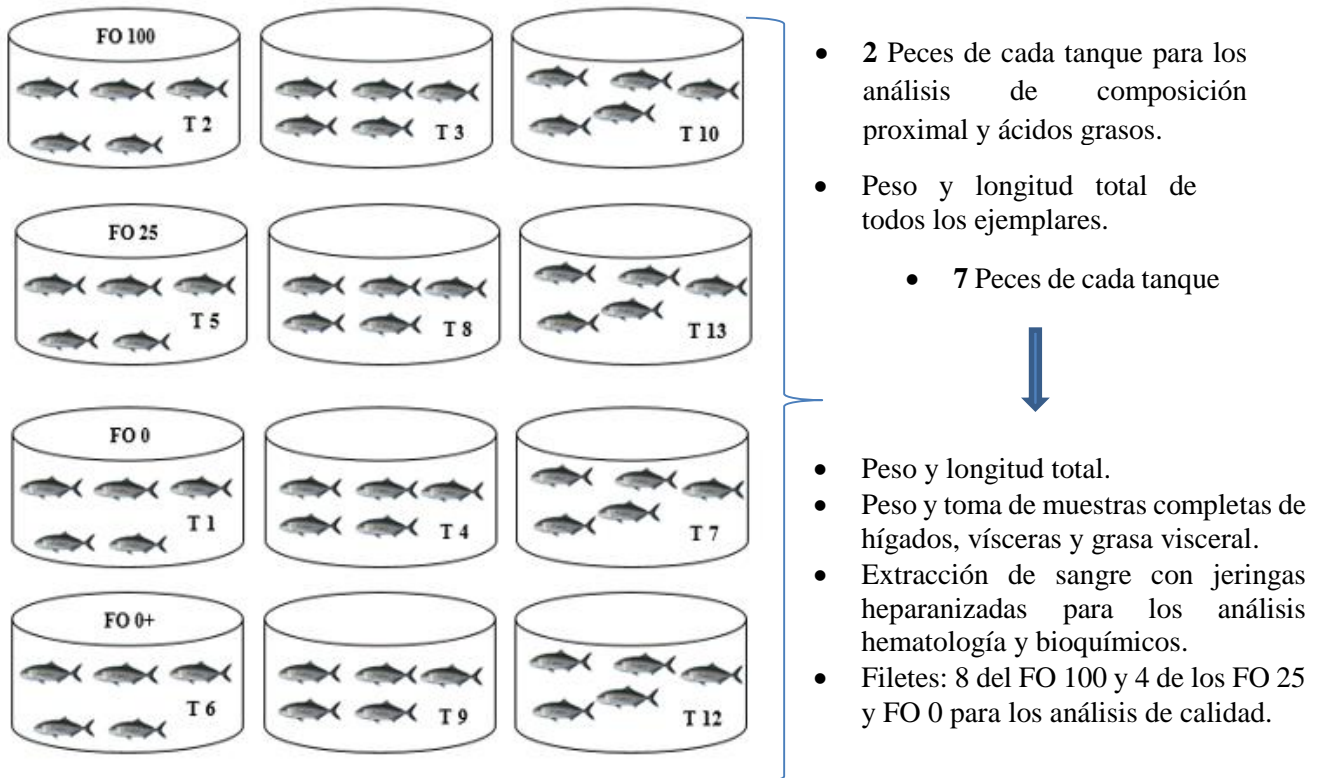 FO 100
T 2
T 3
T 10
FO 25
T 5
T 8
T 13
FO 0
T 1
T 4
T 7
FO 0+
T 6
T 9
T 12
• 2 Peces de cada tanque para los
análisis de composición
proximal y ácidos grasos.
• Peso y longitud total de
todos los ejemplares.
• 7 Peces de cada tanque
• Peso y longitud total.
• Peso y toma de muestras completas de
hígados, vísceras y grasa visceral.
• Extracción de sangre con jeringas
heparanizadas para los análisis
hematología y bioquímicos.
• Filetes: 8 del FO 100 y 4 de los FO 25
y FO 0 para los análisis de calidad.